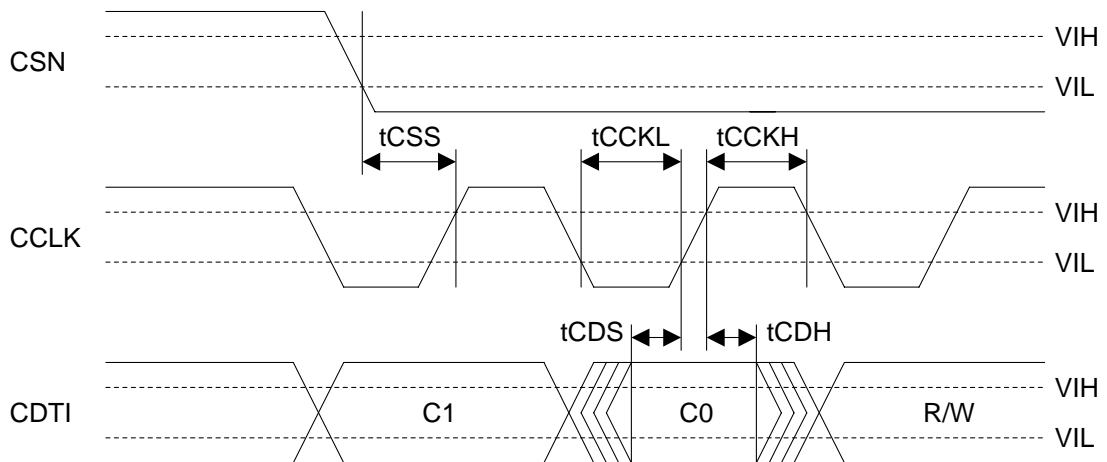 VIH
CSN
VIL
tCSS tCCKL tCCKH
VIH
CCLK
VIL
tCDS tCDH
VIH
CDTI C1 C0 R/W
VIL